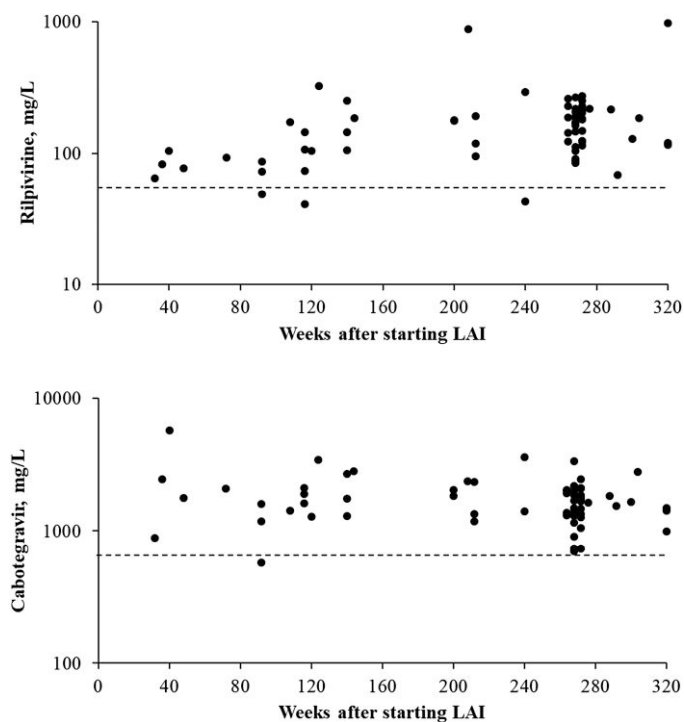 1000
100
10
Rilpivirine, mg/L
0 40 80 120 160 200 240 280 320
Weeks after starting LAI
10000
1000
100
Cabotegravir, mg/L
0 40 80 120 160 200 240 280 320
Weeks after starting LAI